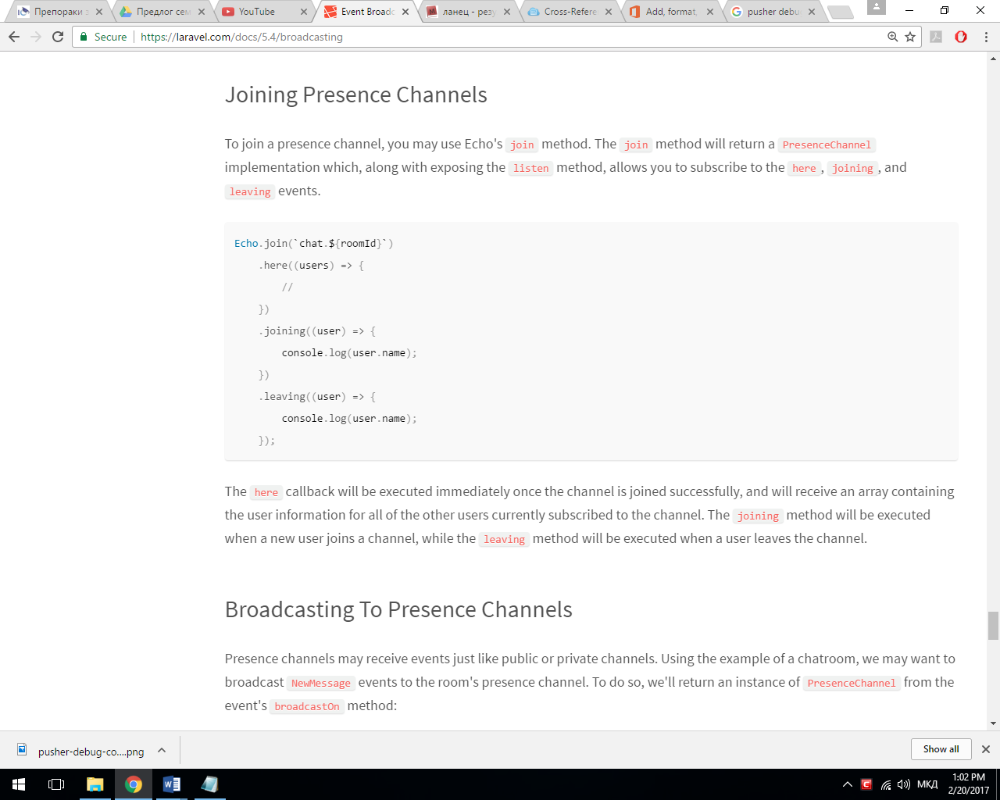 Препораки з
Предлог сем
YouTube
Event Broadc
ланец - резу
Cross-Refere
Add, format,
pusher debu
Secure
https://laravel.com/docs/5.4/broadcasting
Joining Presence Channels
To join a presence channel, you may use Echo's join method. The join method will return a PresenceChannel
implementation which, along with exposing the listen method, allows you to subscribe to the here , joining , and
leaving events.
Echo.join(`chat.${roomId}`)
    .here((users) => {
        //
    })
    .joining((user) => {
        console.log(user.name);
    })
    .leaving((user) => {
        console.log(user.name);
    });
The here callback will be executed immediately once the channel is joined successfully, and will receive an array containing
the user information for all of the other users currently subscribed to the channel. The joining method will be executed
when a new user joins a channel, while the leaving method will be executed when a user leaves the channel.
Broadcasting To Presence Channels
Presence channels may receive events just like public or private channels. Using the example of a chatroom, we may want to
broadcast NewMessage events to the room's presence channel. To do so, we'll return an instance of PresenceChannel from the
event's broadcastOn method:
pusher-debug-co....png
Show all
МКД
1:02 PM
2/20/2017